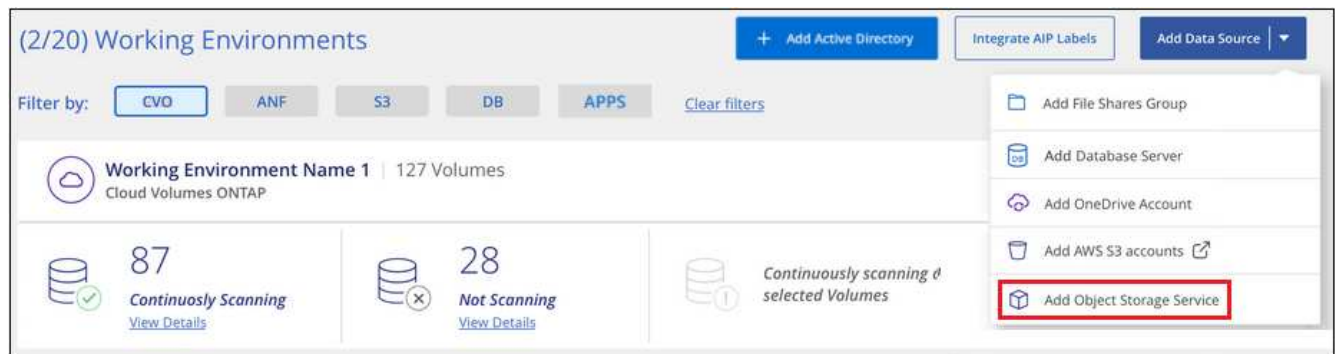 (2/20) Working Environments
+ Add Active Directory
Integrate AIP Labels
Add Data Source
Filter by: CVO ANF S3 DB APPS Clear filters
Add File Shares Group
DB Add Database Server
Add OneDrive Account
Add AWS S3 accounts
Add Object Storage Service
Working Environment Name 1 | 127 Volumes
Cloud Volumes ONTAP
87
Continuosly Scanning
View Details
28
Not Scanning
View Details
Continuously scanning
selected Volumes